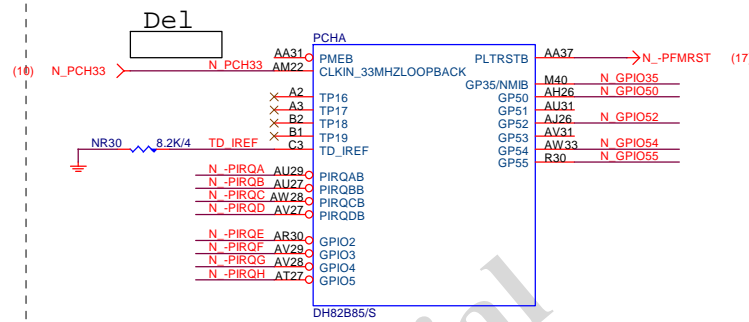 Del
PCHA
AA31 PMEB PLTRSTB AA37 N_-PFMRST (17
(10) N_PCH33 N_PCH33 AM22 CLKIN_33MHZLOOPBACK
GP35/NMIB M40 N_GPIO35
A2 TP16 GP50 AH26 N_GPIO50
A3 TP17 GP51 AU31
B2 TP18 GP52 AJ26 N_GPIO52
B1 TP19 GP53 AV31
NR30 8.2K/4 TD_IREF C3 TD_IREF GP54 AW33 N_GPIO54
GP55 R30 N_GPIO55
N_-PIRQA AU29 PIRQAB
N_-PIRQB AU27 PIRQBB
N_-PIRQC AW28 PIRQCB
N_-PIRQD AV27 PIRQDB
N_-PIRQE AR30 GPIO2
N_-PIRQF AV29 GPIO3
N_-PIRQG AV28 GPIO4
N_-PIRQH AT27 GPIO5
DH82B85/S